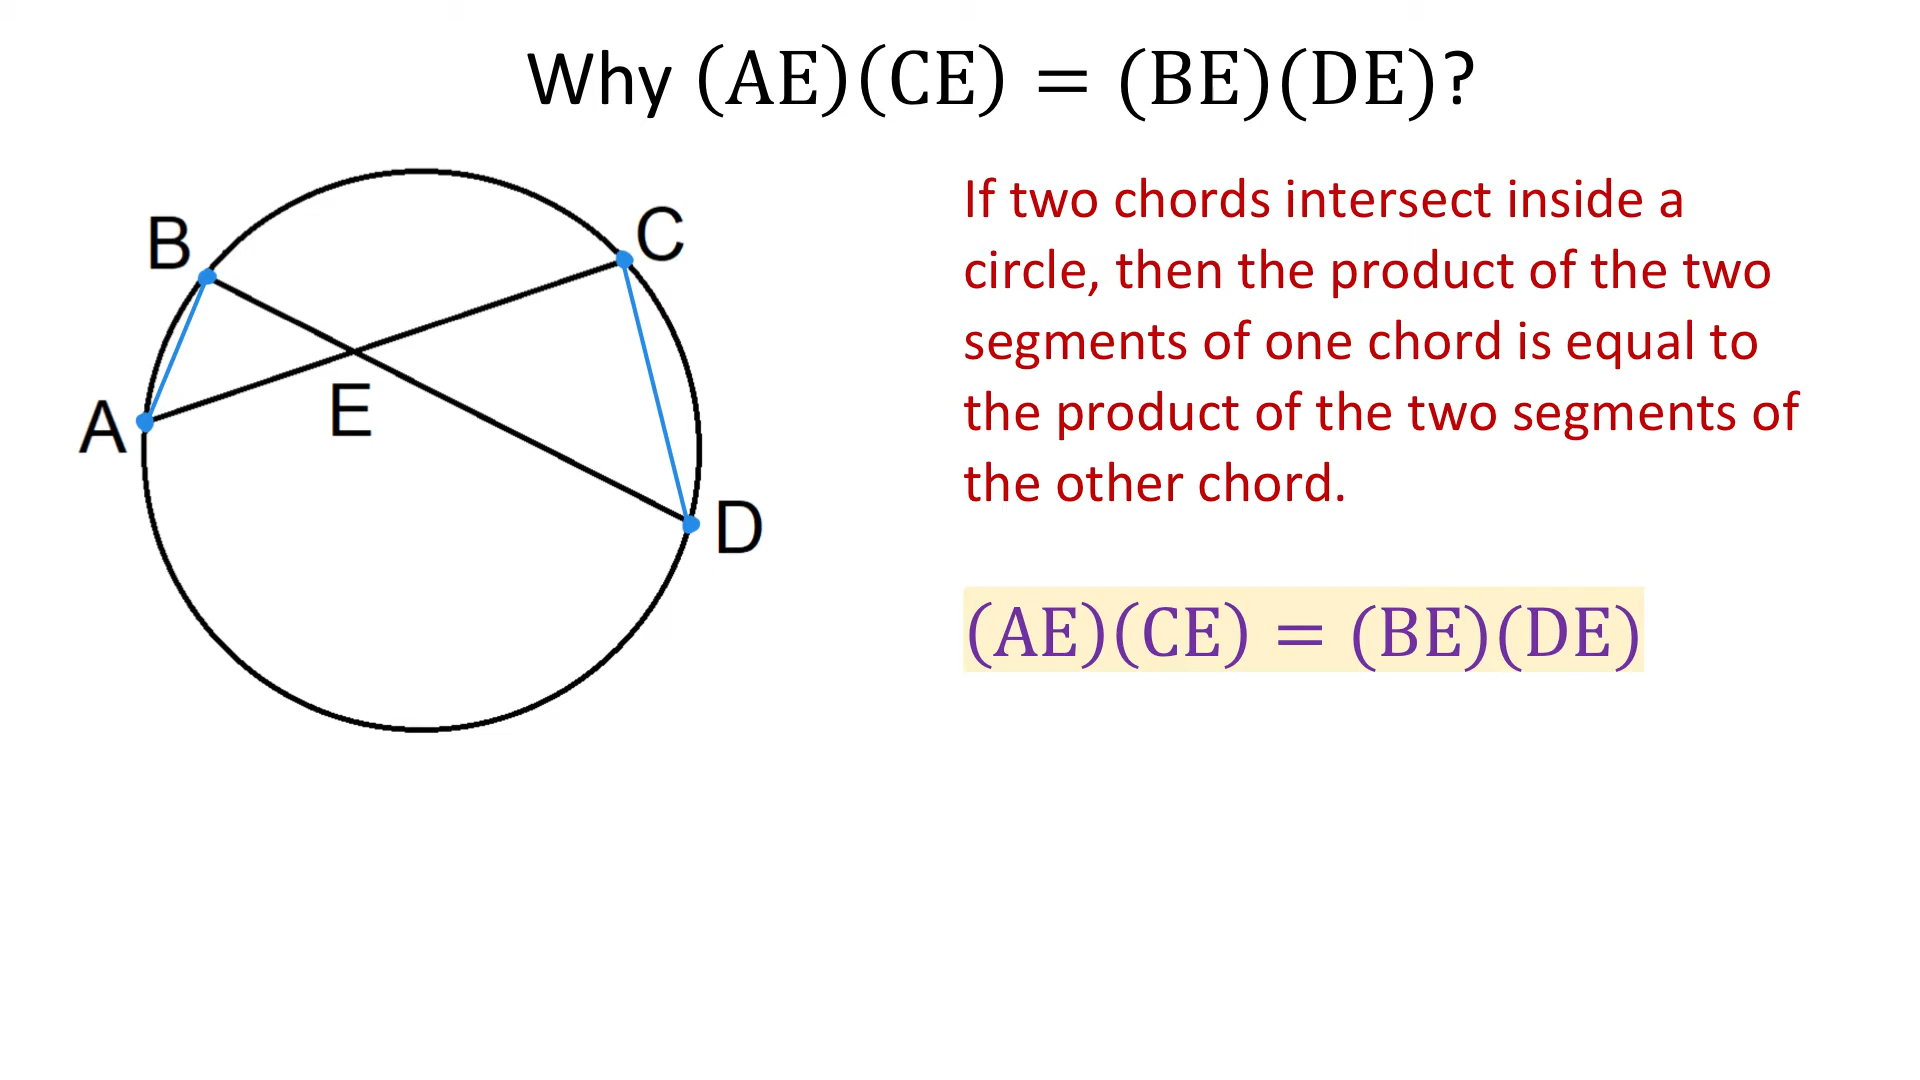 Why (AE)(CE) = (BE)(DE)?
B
C
A
E
D
If two chords intersect inside a
circle, then the product of the two
segments of one chord is equal to
the product of the two segments of
the other chord.
(AE)(CE) = (BE)(DE)